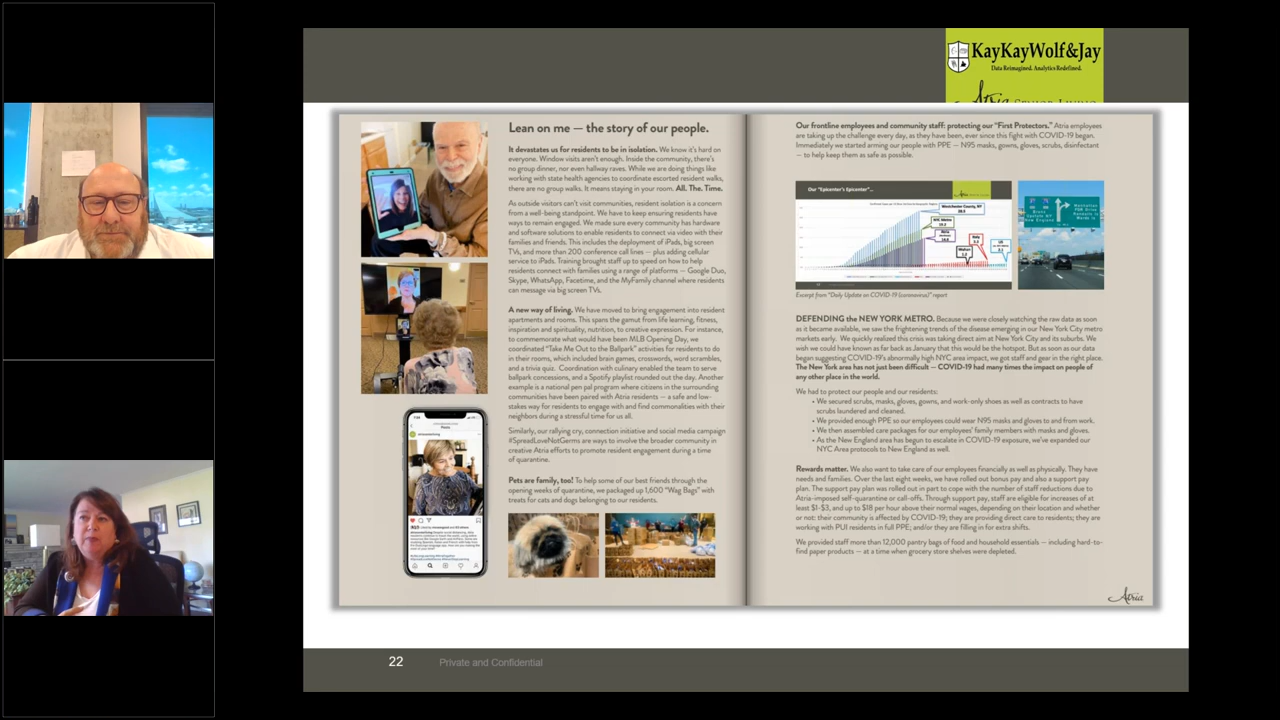 KayKayWolf&Jay
Data Reimagined. Analytics Redefined.
Atria SENIOR LIVING
Lean on me — the story of our people.
It devastates us for residents to be in isolation. We know it's hard on
everyone. Window visits aren't enough. Inside the community, there's
no group dinner, nor even hallway raves. While we are doing things like
working with state health agencies to coordinate escorted resident walks,
there are no group walks. It means staying in your room. All. The. Time.
As outside visitors can't visit communities, resident isolation is a concern
from a well-being standpoint. We have to keep ensuring residents have
ways to remain engaged. We made sure every community has hardware
and software solutions to enable residents to connect via video with their
families and friends. This includes the deployment of iPads, big screen
TVs, and more than 200 conference call lines — plus adding cellular
service to iPads. Training brought staff up to speed on how to help
residents connect with families using a range of platforms — Google Duo,
Skype, WhatsApp, Facetime, and the MyFamily channel where residents
can message via big screen TVs.
A new way of living. We have moved to bring engagement into resident
apartments and rooms. This spans the gamut from life learning, fitness,
inspiration and spirituality, nutrition, to creative expression. For instance,
to commemorate what would have been MLB Opening Day, we
coordinated "Take Me Out to the Ballpark" activities for residents to do
in their rooms, which included brain games, crosswords, word scrambles,
and a trivia quiz. Coordination with culinary enabled the team to serve
ballpark concessions, and a Spotify playlist rounded out the day. Another
example is a national pen pal program where citizens in the surrounding
communities have been paired with Atria residents — a safe and low-
stakes way for residents to engage with and find commonalities with their
neighbors during a stressful time for us all.
Similarly, our rallying cry, connection initiative and social media campaign
#SpreadLoveNotGerms are ways to involve the broader community in
creative Atria efforts to promote resident engagement during a time
of quarantine.
Pets are family, too! To help some of our best friends through the
opening weeks of quarantine, we packaged up 1,600 "Wag Bags" with
treats for cats and dogs belonging to our residents.
Our frontline employees and community staff: protecting our "First Protectors." Atria employees
are taking up the challenge every day, as they have been, ever since this fight with COVID-19 began.
Immediately we started arming our people with PPE — N95 masks, gowns, gloves, scrubs, disinfectant
— to help keep them as safe as possible.
Our "Epicenter's Epicenter"...
Westchester County, NY
NYC Metro
Excerpt from "Daily Update on COVID-19 (coronavirus)" report
DEFENDING the NEW YORK METRO. Because we were closely watching the raw data as soon
as it became available, we saw the frightening trends of the disease emerging in our New York City metro
markets early. We quickly realized this crisis was taking direct aim at New York City and its suburbs. We
wish we could have known as far back as January that this would be the hotspot. But as soon as our data
began suggesting COVID-19's abnormally high NYC area impact, we got staff and gear in the right place.
The New York area has not just been difficult — COVID-19 had many times the impact on people of
any other place in the world.
We had to protect our people and our residents:
• We secured scrubs, masks, gloves, gowns, and work-only shoes as well as contracts to have
scrubs laundered and cleaned.
• We provided enough PPE so our employees could wear N95 masks and gloves to and from work.
• We then assembled care packages for our employees' family members with masks and gloves.
• As the New England area has begun to escalate in COVID-19 exposure, we've expanded our
NYC Area protocols to New England as well.
Rewards matter. We also want to take care of our employees financially as well as physically. They have
needs and families. Over the last eight weeks, we have rolled out bonus pay and also a support pay
plan. The support pay plan was rolled out in part to cope with the number of staff reductions due to
Atria-imposed self-quarantine or call-offs. Through support pay, staff are eligible for increases of at
least $1-$3, and up to $18 per hour above their normal wages, depending on their location and whether
or not: their community is affected by COVID-19; they are providing direct care to residents; they are
working with PUI residents in full PPE; and/or they are filling in for extra shifts.
We provided staff more than 12,000 pantry bags of food and household essentials — including hard-to-
find paper products — at a time when grocery store shelves were depleted.
Atria
22
Private and Confidential